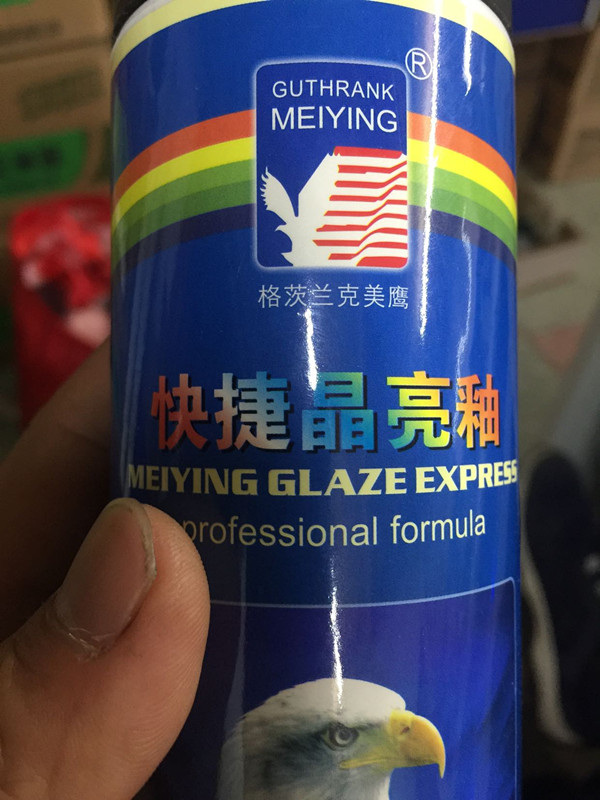 ®
GUTHRANK
MEIYING
格茨兰克美鹰
快捷晶亮釉
MEIYING GLAZE EXPRESS
professional formula